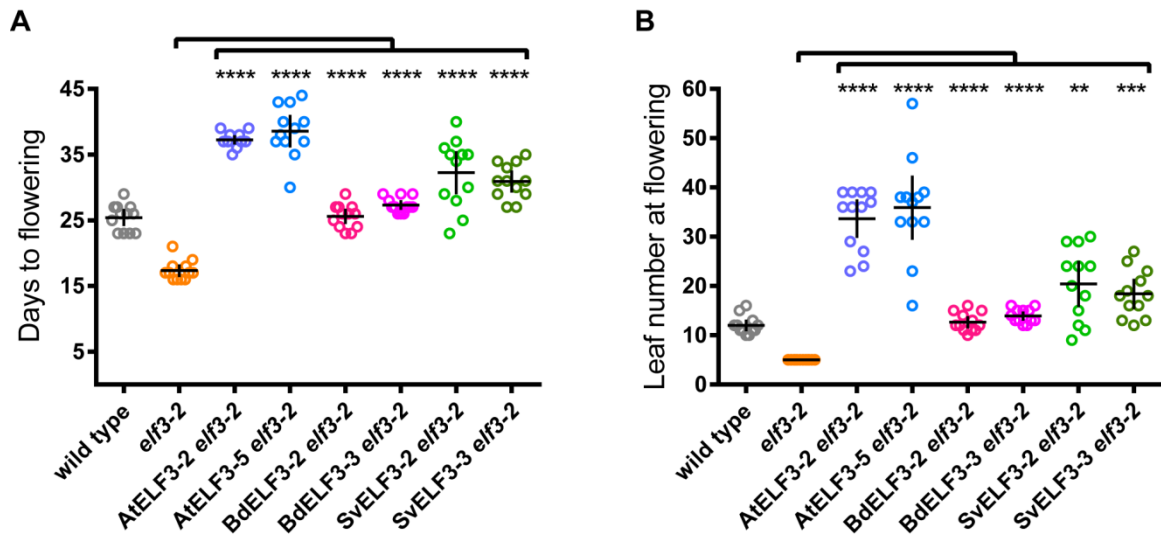 A
**** **** **** **** **** ****
Days to flowering
45
35
25
15
5
wild type
elf3-2
AtELF3-2 elf3-2
AtELF3-5 elf3-2
BdELF3-2 elf3-2
BdELF3-3 elf3-2
SvELF3-2 elf3-2
SvELF3-3 elf3-2
B
**** **** **** **** ** ***
Leaf number at flowering
60
50
40
30
20
10
0
wild type
elf3-2
AtELF3-2 elf3-2
AtELF3-5 elf3-2
BdELF3-2 elf3-2
BdELF3-3 elf3-2
SvELF3-2 elf3-2
SvELF3-3 elf3-2